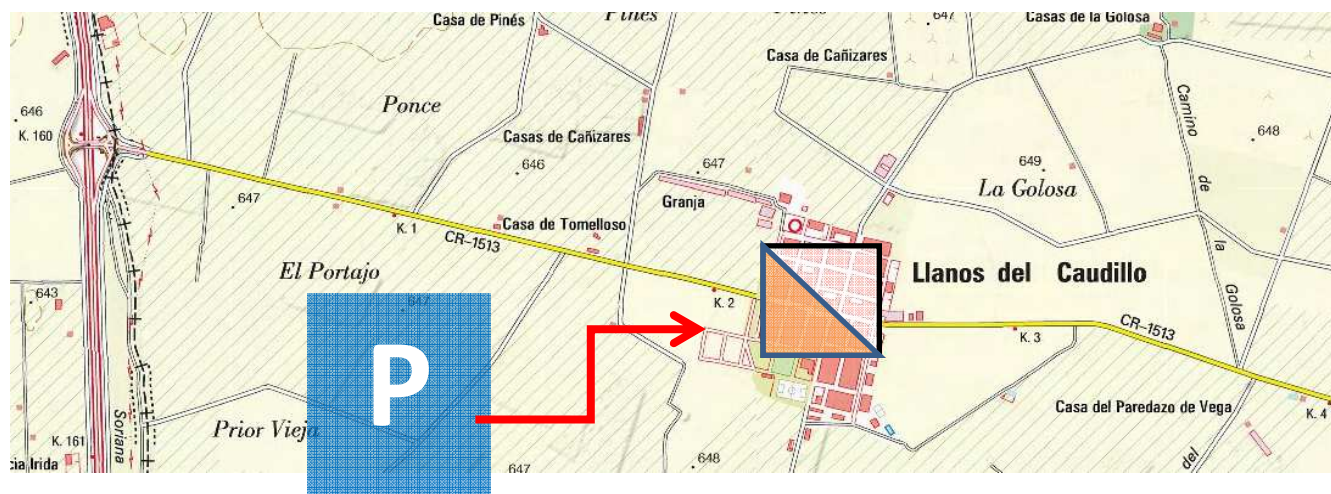 Casa de Pinés
Pinés
647
Casas de la Golosa
Casa de Cañizares
646
K. 160
Ponce
Casas de Cañizares
646
647
Camino
648
649
La Golosa
de
647
Granja
K. 1
CR-1513
Casa de Tomelloso
la
El Portajo
Llanos del Caudillo
643
647
K. 2
Golosa
P
K. 3
CR-1513
Soriana
Prior Vieja
Casa del Paredazo de Vega
K. 4
K. 161
cia Irida
647
648
del